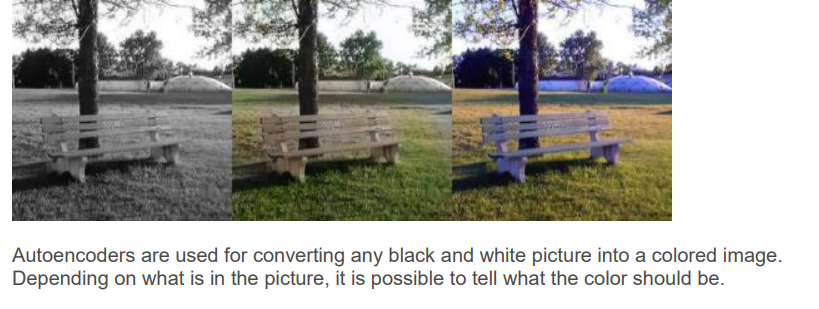 Autoencoders are used for converting any black and white picture into a colored image.
Depending on what is in the picture, it is possible to tell what the color should be.